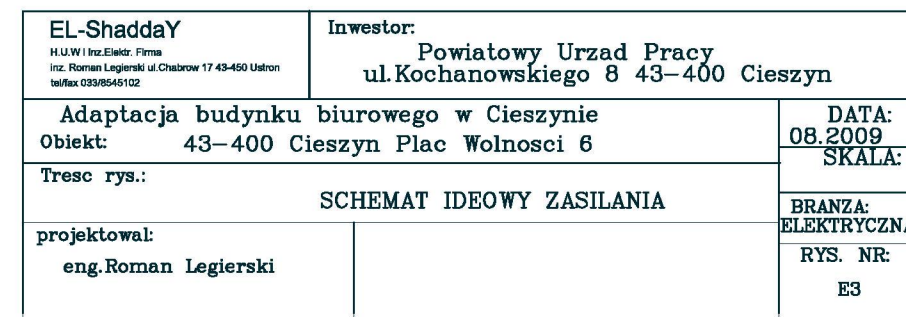 EL-ShaddaY
H.U.W I Inz.Elektr. Firma
inz. Roman Legierski ul.Chabrow 17 43-450 Ustron
tel/fax 033/8545102
Inwestor:
Powiatowy Urzad Pracy
ul.Kochanowskiego 8 43-400 Cieszyn
Adaptacja budynku biurowego w Cieszynie
Obiekt: 43-400 Cieszyn Plac Wolnosci 6
DATA:
08.2009
SKALA:
Tresc rys.:
SCHEMAT IDEOWY ZASILANIA
BRANZA:
ELEKTRYCZNA
projektowal:
eng.Roman Legierski
RYS. NR:
E3